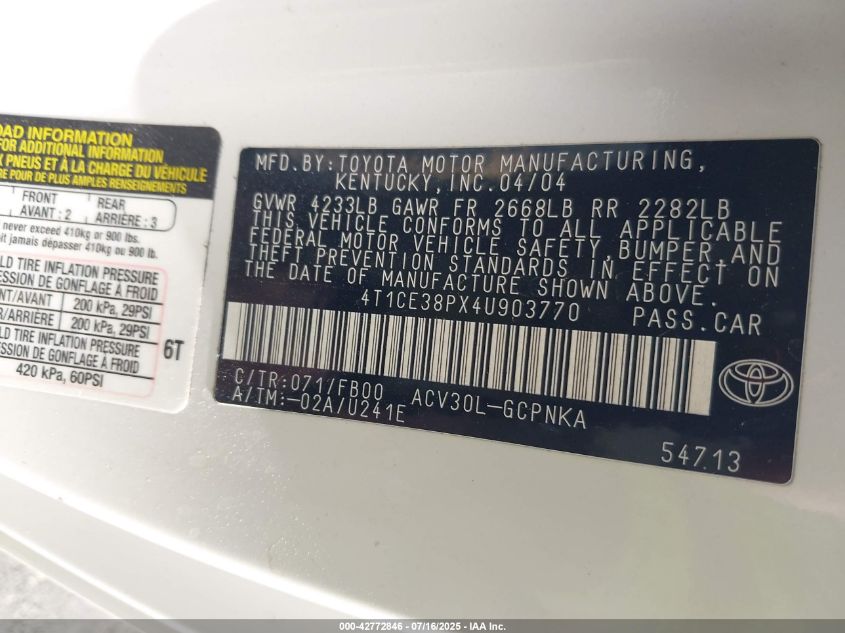 OAD INFORMATION
FOR ADDITIONAL INFORMATION
X PNEUS ET À LA CHARGE DU VÉHICULE
POUR DE PLUS AMPLES RENSEIGNEMENTS
FRONT
AVANT : 2
REAR
ARRIÈRE : 3
never exceed 410kg or 900 lbs.
it jamais dépasser 410kg ou 900 lb.
LD TIRE INFLATION PRESSURE
ESSION DE GONFLAGE À FROID
NT/AVANT 200 kPa, 29PSI
R/ARRIÈRE 200 kPa, 29PSI
INFLATION PRESSURE
ESSION DE GONFLAGE À FROID
420 kPa, 60PSI
6T
MFD. BY: TOYOTA MOTOR MANUFACTURING,
KENTUCKY, INC. 04/04
GVWR 4233LB GAWR FR 2668LB RR 2282LB
THIS VEHICLE CONFORMS TO ALL APPLICABLE
FEDERAL MOTOR VEHICLE SAFETY, BUMPER, AND
THEFT PREVENTION STANDARDS IN EFFECT ON
THE DATE OF MANUFACTURE SHOWN ABOVE.
4T1CE38PX4U903770 PASS.CAR
C/TR:071/FB00 ACV30L-GCPNKA
A/TM:-02A/U241E
54713
000-42772846 - 07/16/2025 - IAA Inc.